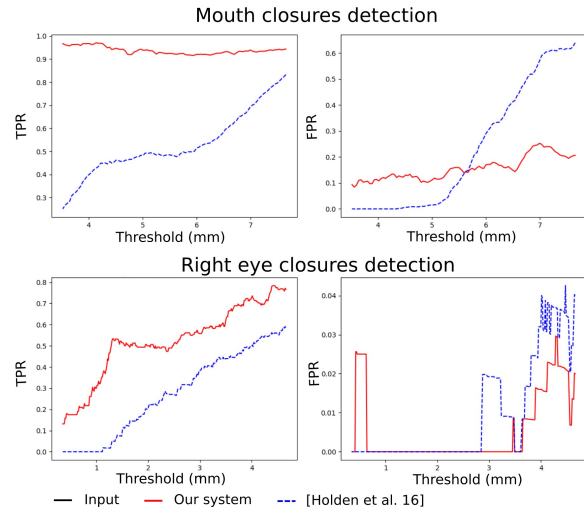 Mouth closures detection
TPR
1.0
0.9
0.8
0.7
0.6
0.5
0.4
0.3
4 5 6 7
Threshold (mm)
FPR
0.6
0.5
0.4
0.3
0.2
0.1
0.0
4 5 6 7
Threshold (mm)
Right eye closures detection
TPR
0.8
0.7
0.6
0.5
0.4
0.3
0.2
0.1
0.0
1 2 3 4
Threshold (mm)
FPR
0.04
0.03
0.02
0.01
0.00
1 2 3 4
Threshold (mm)
Input Our system [Holden et al. 16]